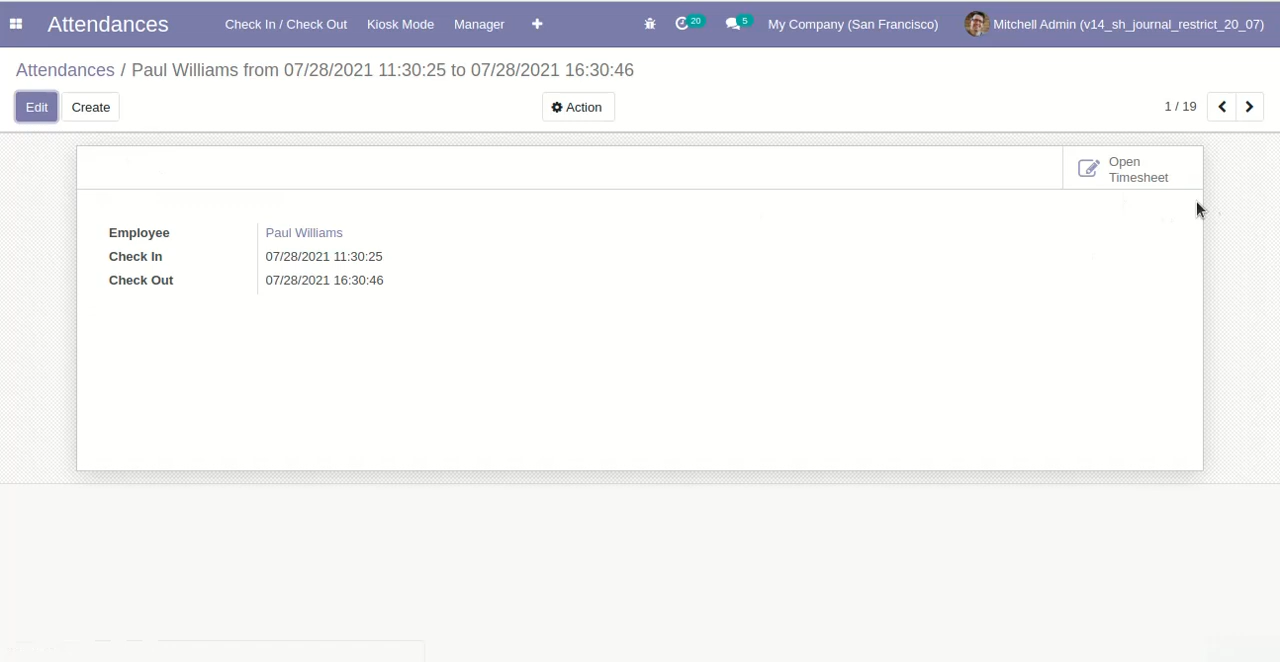 Attendances Check In / Check Out Kiosk Mode Manager 20 5 My Company (San Francisco) Mitchell Admin (v14_sh_journal_restrict_20_07)
Attendances / Paul Williams from 07/28/2021 11:30:25 to 07/28/2021 16:30:46
Edit Create Action 1 / 19
Open
Timesheet
Employee Paul Williams
Check In 07/28/2021 11:30:25
Check Out 07/28/2021 16:30:46